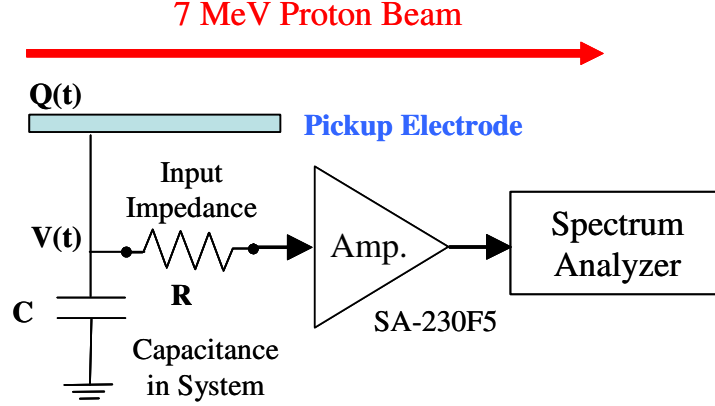 7 MeV Proton Beam
Q(t)
Pickup Electrode
Input
Impedance
V(t)
R
C
Capacitance
in System
Amp.
SA-230F5
Spectrum
Analyzer